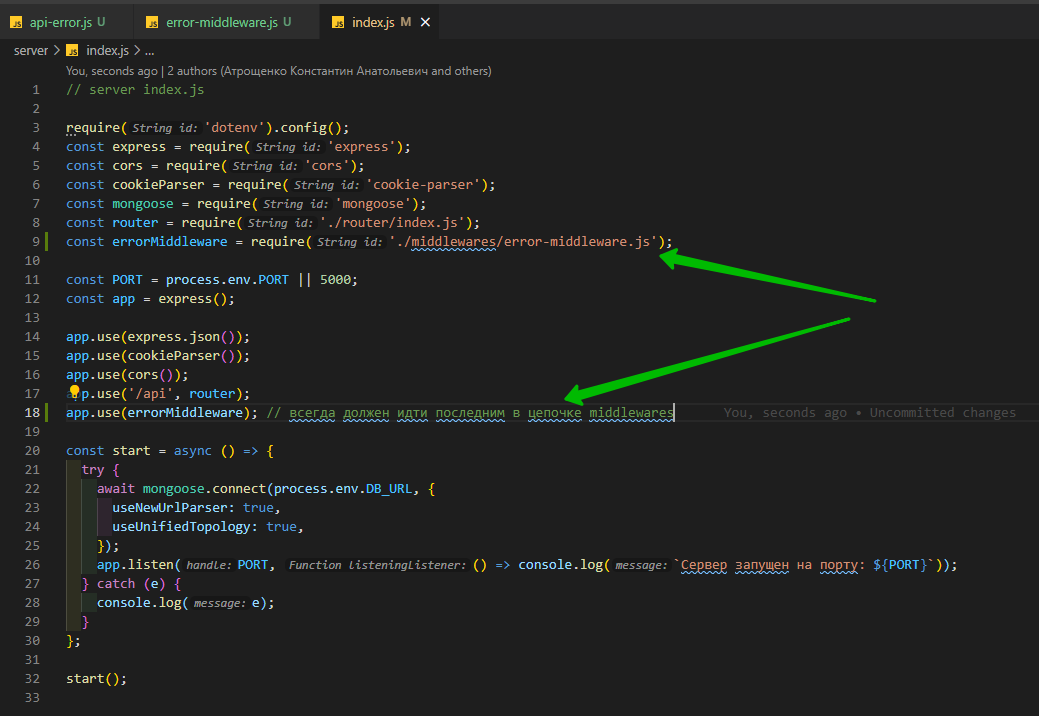 JS api-error.js U JS error-middleware.js U JS index.js M ×
server > JS index.js > ...
You, seconds ago | 2 authors (Атрощенко Константин Анатольевич and others)
1 // server index.js
2
3 require( String id: 'dotenv').config();
4 const express = require( String id: 'express');
5 const cors = require( String id: 'cors');
6 const cookieParser = require( String id: 'cookie-parser');
7 const mongoose = require( String id: 'mongoose');
8 const router = require( String id: './router/index.js');
9 const errorMiddleware = require( String id: './middlewares/error-middleware.js');
10
11 const PORT = process.env.PORT || 5000;
12 const app = express();
13
14 app.use(express.json());
15 app.use(cookieParser());
16 app.use(cors());
17 app.use('/api', router);
18 app.use(errorMiddleware); // всегда должен идти последним в цепочке middlewares You, seconds ago • Uncommitted changes
19
20 const start = async () => {
21 try {
22 await mongoose.connect(process.env.DB_URL, {
23 useNewUrlParser: true,
24 useUnifiedTopology: true,
25 });
26 app.listen( handle: PORT, Function listeningListener: () => console.log( message: `Сервер запущен на порту: ${PORT}`));
27 } catch (e) {
28 console.log( message: e);
29 }
30 };
31
32 start();
33